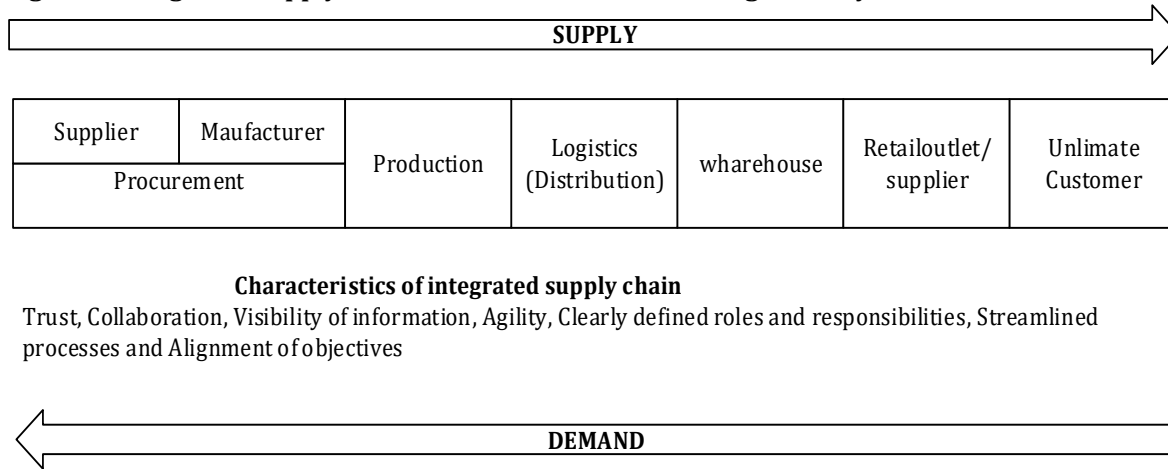 SUPPLY
Supplier
Maufacturer
Procurement
Production
Logistics
(Distribution)
wharehouse
Retailoutlet/
supplier
Unlimate
Customer
Characteristics of integrated supply chain
Trust, Collaboration, Visibility of information, Agility, Clearly defined roles and responsibilities, Streamlined
processes and Alignment of objectives
DEMAND